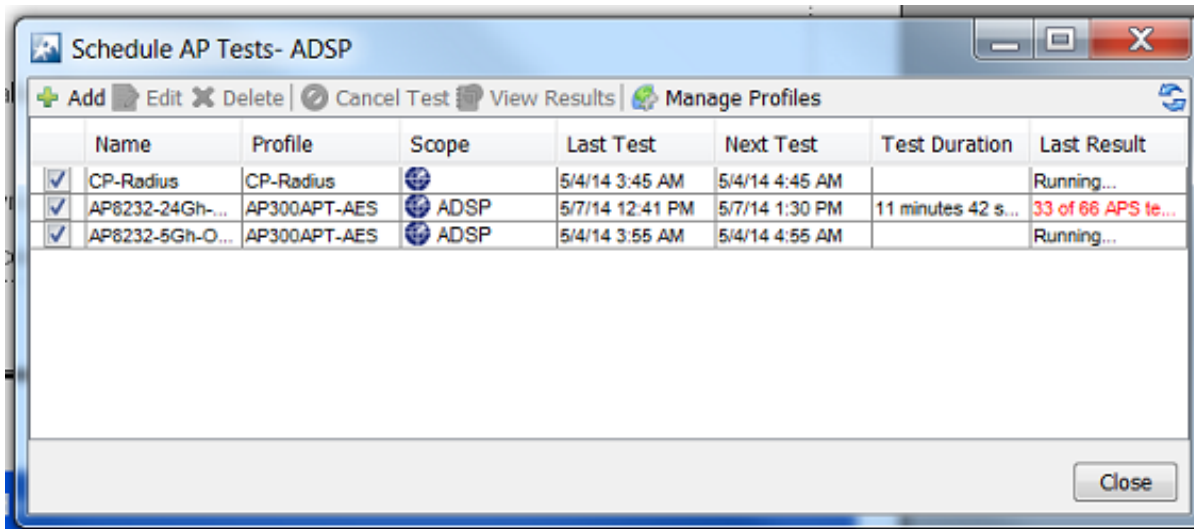 Schedule AP Tests- ADSP
Add Edit Delete Cancel Test View Results Manage Profiles
Name Profile Scope Last Test Next Test Test Duration Last Result
CP-Radius CP-Radius 5/4/14 3:45 AM 5/4/14 4:45 AM Running...
AP8232-24Gh-... AP300APT-AES ADSP 5/7/14 12:41 PM 5/7/14 1:30 PM 11 minutes 42 s... 33 of 66 APS te...
AP8232-5Gh-O... AP300APT-AES ADSP 5/4/14 3:55 AM 5/4/14 4:55 AM Running...
Close